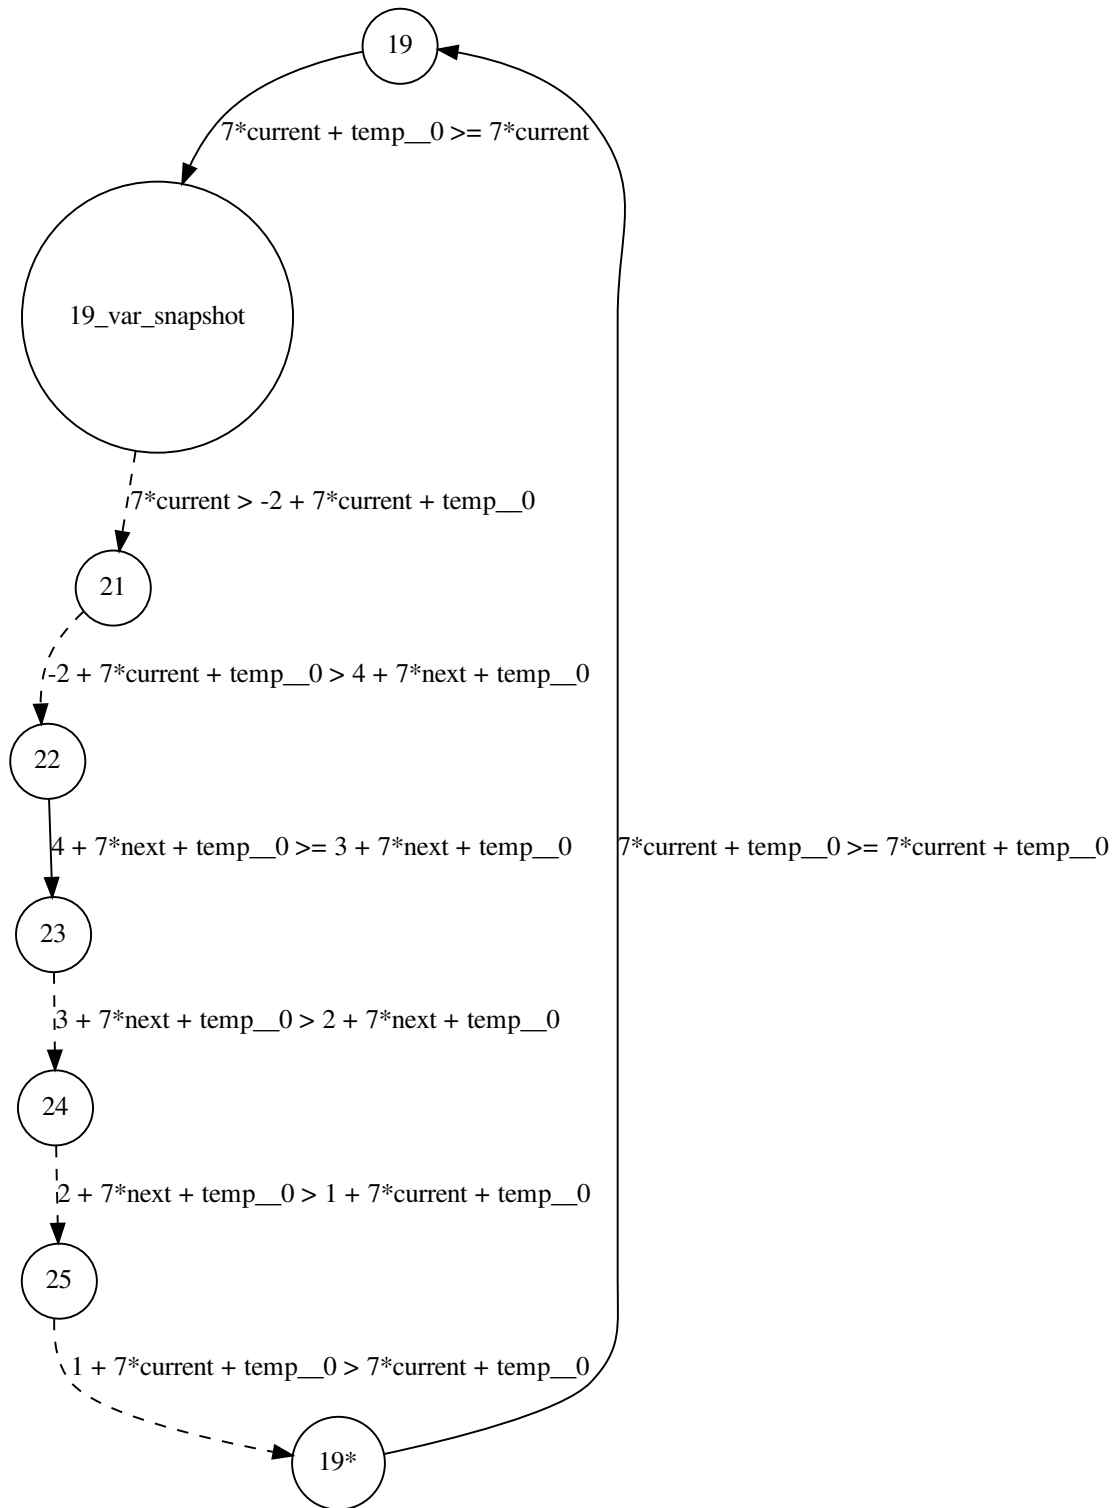 19
7*current + temp__0 >= 7*current
19_var_snapshot
7*current > -2 + 7*current + temp__0
21
-2 + 7*current + temp__0 > 4 + 7*next + temp__0
22
4 + 7*next + temp__0 >= 3 + 7*next + temp__0
7*current + temp__0 >= 7*current + temp__0
23
3 + 7*next + temp__0 > 2 + 7*next + temp__0
24
2 + 7*next + temp__0 > 1 + 7*current + temp__0
25
1 + 7*current + temp__0 > 7*current + temp__0
19*